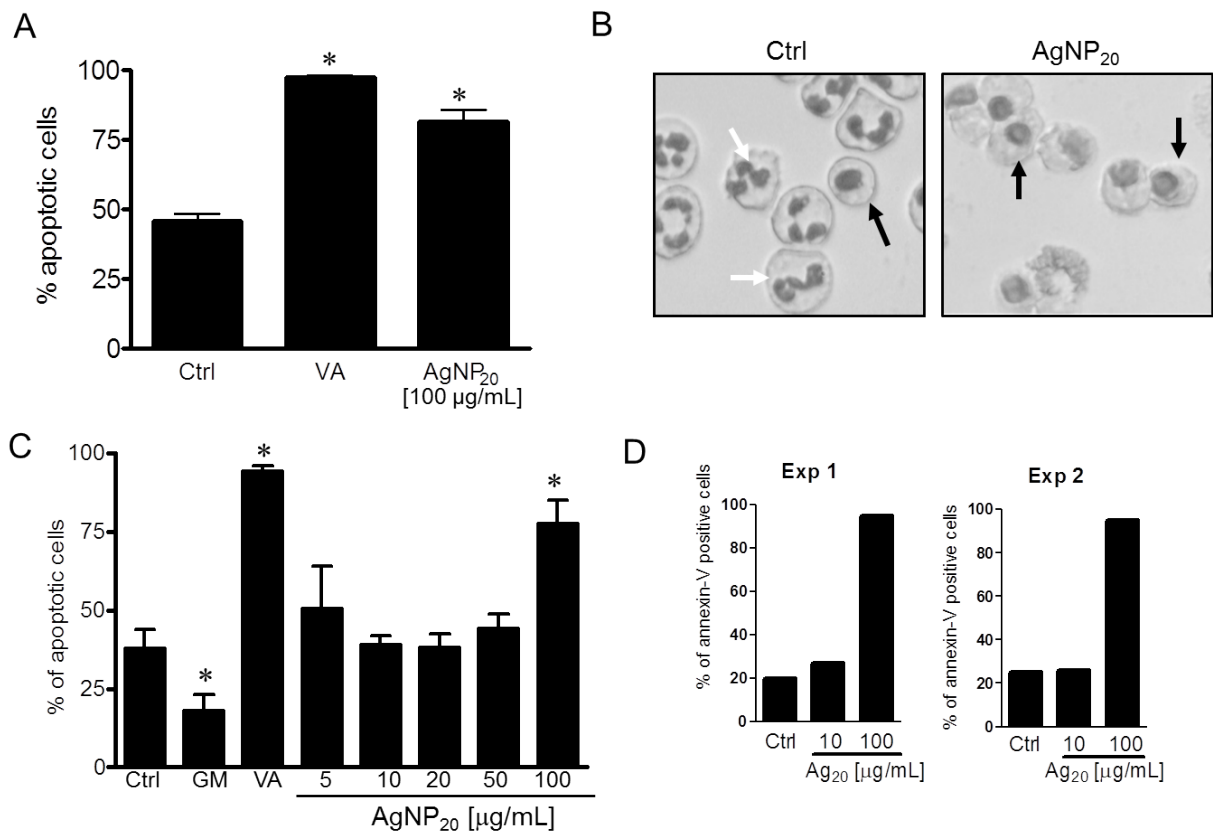 A
% apoptotic cells
100
75
50
25
0
*
*
Ctrl
VA
AgNP₂₀
[100 µg/mL]
B
Ctrl
AgNP₂₀
C
% of apoptotic cells
100
75
50
25
0
*
*
*
Ctrl
GM
VA
5
10
20
50
100
AgNP₂₀ [µg/mL]
D
Exp 1
% of annexin-V positive cells
100
80
60
40
20
0
Ctrl
10
100
Ag₂₀ [µg/mL]
Exp 2
% of annexin-V positive cells
100
80
60
40
20
0
Ctrl
10
100
Ag₂₀ [µg/mL]